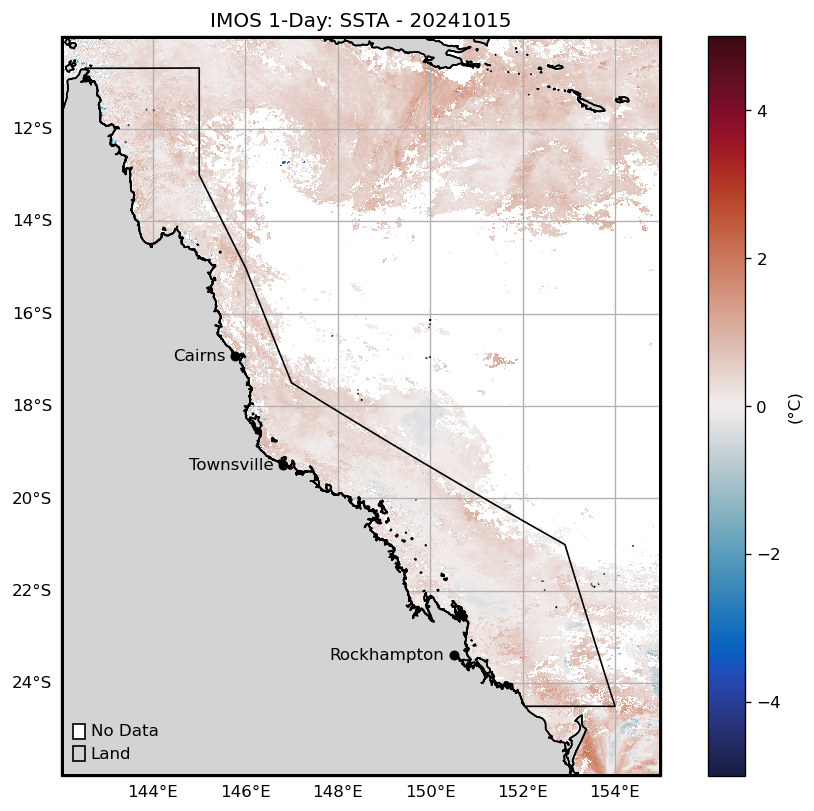 IMOS 1-Day: SSTA - 20241015
12°S
14°S
16°S
18°S
20°S
22°S
24°S
Cairns
Townsville
Rockhampton
No Data
Land
144°E
146°E
148°E
150°E
152°E
154°E
4
2
0
−2
−4
(°C)